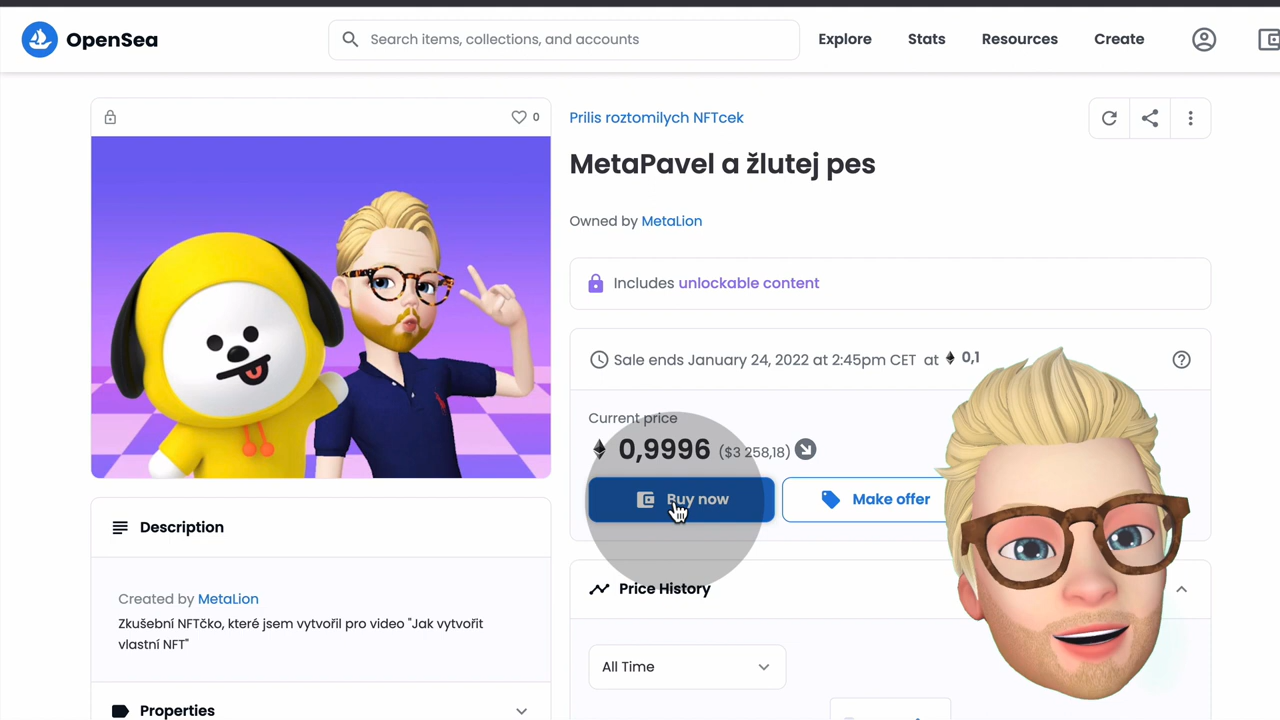 OpenSea
Search items, collections, and accounts
Explore
Stats
Resources
Create
0
Prilis roztomilych NFTcek
MetaPavel a žlutej pes
Owned by MetaLion
Includes unlockable content
Sale ends January 24, 2022 at 2:45pm CET at 0,1
Current price
0,9996 ($3 258,18)
Buy now
Make offer
Description
Created by MetaLion
Zkušební NFTčko, které jsem vytvořil pro video "Jak vytvořit
vlastní NFT"
Properties
Price History
All Time